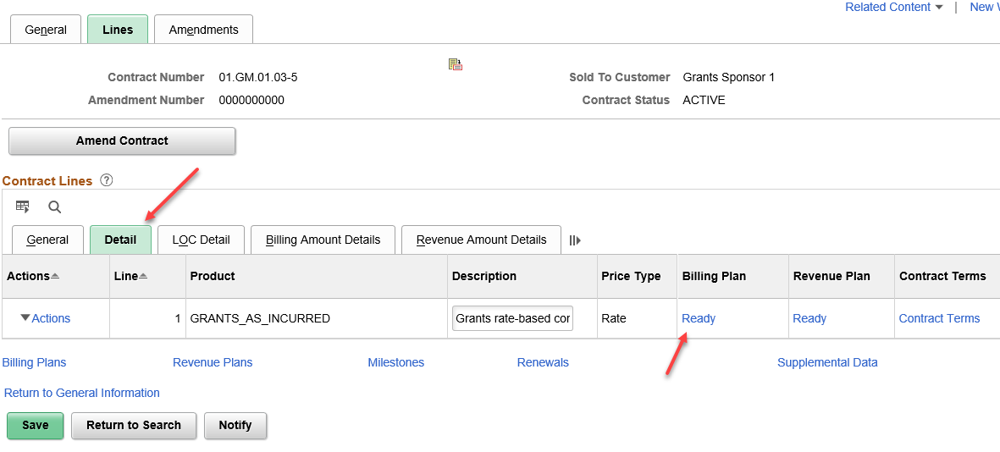 Related Content | New
General Lines Amendments
Contract Number 01.GM.01.03-5 Sold To Customer Grants Sponsor 1
Amendment Number 0000000000 Contract Status ACTIVE
Amend Contract
Contract Lines ?
General Detail LOC Detail Billing Amount Details Revenue Amount Details
Actions Line Product Description Price Type Billing Plan Revenue Plan Contract Terms
Actions 1 GRANTS_AS_INCURRED Grants rate-based cor Rate Ready Ready Contract Terms
Billing Plans Revenue Plans Milestones Renewals Supplemental Data
Return to General Information
Save Return to Search Notify